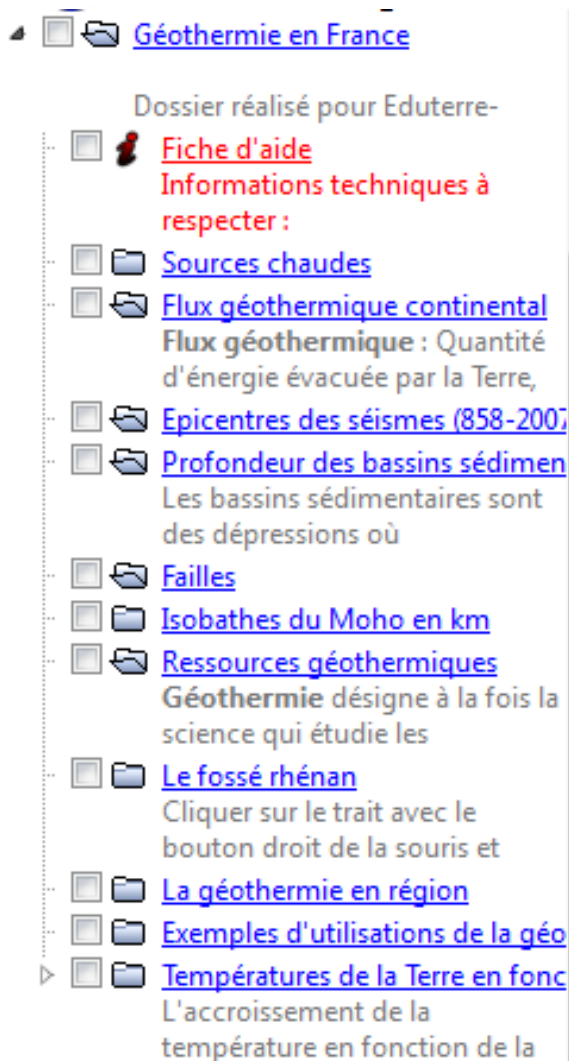 Géothermie en France
Dossier réalisé pour Eduterre-
Fiche d'aide
Informations techniques à
respecter :
Sources chaudes
Flux géothermique continental
Flux géothermique : Quantité
d'énergie évacuée par la Terre,
Epicentres des séismes (858-2007
Profondeur des bassins sédimen
Les bassins sédimentaires sont
des dépressions où
Failles
Isobathes du Moho en km
Ressources géothermiques
Géothermie désigne à la fois la
science qui étudie les
Le fossé rhénan
Cliquer sur le trait avec le
bouton droit de la souris et
La géothermie en région
Exemples d'utilisations de la géo
Températures de la Terre en fonc
L'accroissement de la
température en fonction de la